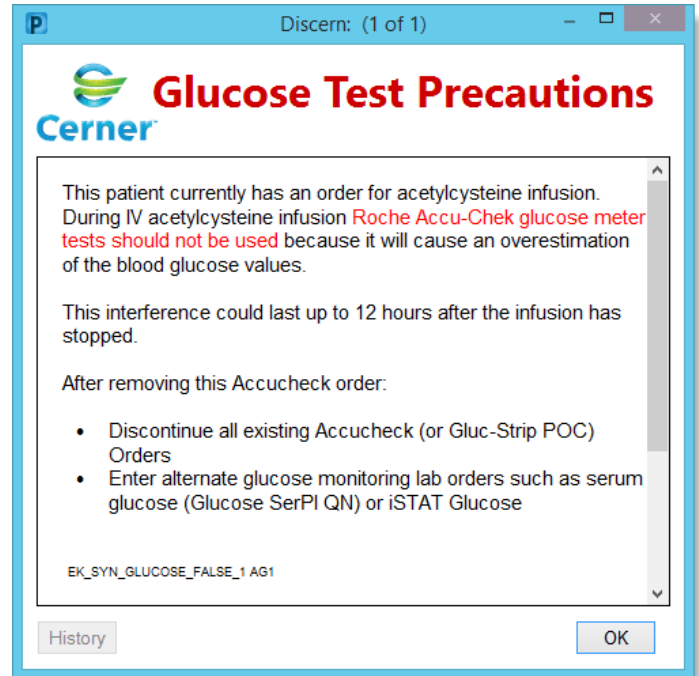 P
Discern: (1 of 1)
Cerner
Glucose Test Precautions
This patient currently has an order for acetylcysteine infusion.
During IV acetylcysteine infusion Roche Accu-Chek glucose meter
tests should not be used because it will cause an overestimation
of the blood glucose values.
This interference could last up to 12 hours after the infusion has
stopped.
After removing this Accucheck order:
• Discontinue all existing Accucheck (or Gluc-Strip POC)
Orders
• Enter alternate glucose monitoring lab orders such as serum
glucose (Glucose SerPl QN) or iSTAT Glucose
EK_SYN_GLUCOSE_FALSE_1 AG1
History
OK